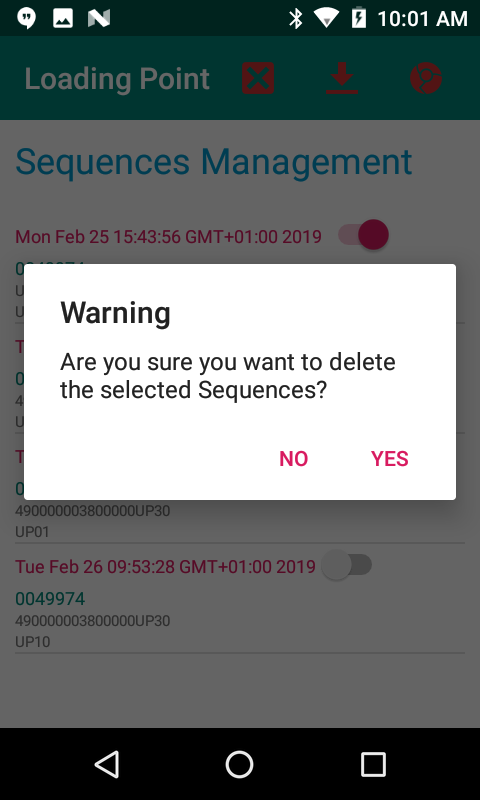 10:01 AM
Loading Point
Sequences Management
Mon Feb 25 15:43:56 GMT+01:00 2019
Warning
Are you sure you want to delete
the selected Sequences?
NO YES
490000003800000UP30
UP01
Tue Feb 26 09:53:28 GMT+01:00 2019
0049974
490000003800000UP30
UP10